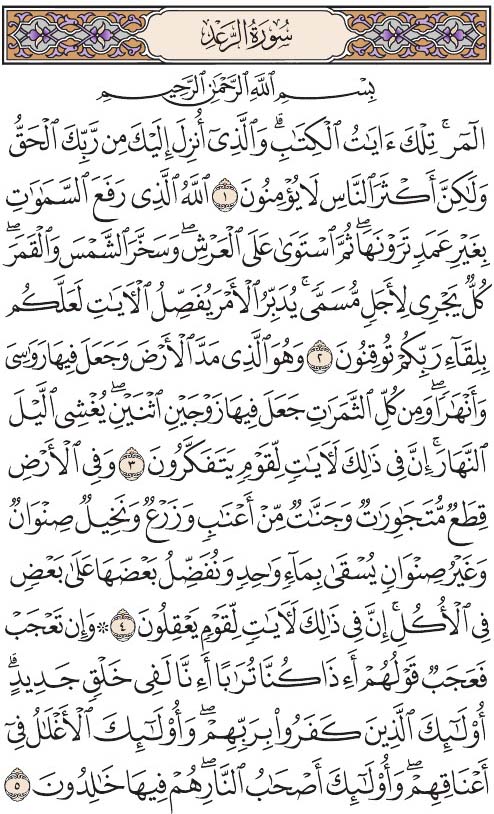 سُورَةُ الرَّعْدِ
بِسْمِ ٱللَّهِ ٱلرَّحْمَٰنِ ٱلرَّحِيمِ
الٓمٓرۚ تِلْكَ ءَايَٰتُ ٱلْكِتَٰبِۗ وَٱلَّذِىٓ أُنزِلَ إِلَيْكَ مِن رَّبِّكَ ٱلْحَقُّ
وَلَٰكِنَّ أَكْثَرَ ٱلنَّاسِ لَا يُؤْمِنُونَ ١ ٱللَّهُ ٱلَّذِى رَفَعَ ٱلسَّمَٰوَٰتِ
بِغَيْرِ عَمَدٍ تَرَوْنَهَاۖ ثُمَّ ٱسْتَوَىٰ عَلَى ٱلْعَرْشِۖ وَسَخَّرَ ٱلشَّمْسَ وَٱلْقَمَرَۖ
كُلٌّ يَجْرِى لِأَجَلٍ مُّسَمًّىۚ يُدَبِّرُ ٱلْأَمْرَ يُفَصِّلُ ٱلْءَايَٰتِ لَعَلَّكُم
بِلِقَآءِ رَبِّكُمْ تُوقِنُونَ ٢ وَهُوَ ٱلَّذِى مَدَّ ٱلْأَرْضَ وَجَعَلَ فِيهَا رَوَٰسِىَ
وَأَنْهَٰرًاۖ وَمِن كُلِّ ٱلثَّمَرَٰتِ جَعَلَ فِيهَا زَوْجَيْنِ ٱثْنَيْنِۖ يُغْشِى ٱلَّيْلَ
ٱلنَّهَارَۚ إِنَّ فِى ذَٰلِكَ لَءَايَٰتٍ لِّقَوْمٍ يَتَفَكَّرُونَ ٣ وَفِى ٱلْأَرْضِ
قِطَعٌ مُّتَجَٰوِرَٰتٌ وَجَنَّٰتٌ مِّنْ أَعْنَٰبٍ وَزَرْعٌ وَنَخِيلٌ صِنْوَانٌ
وَغَيْرُ صِنْوَانٍ يُسْقَىٰ بِمَآءٍ وَٰحِدٍ وَنُفَضِّلُ بَعْضَهَا عَلَىٰ بَعْضٍ
فِى ٱلْأُكُلِۚ إِنَّ فِى ذَٰلِكَ لَءَايَٰتٍ لِّقَوْمٍ يَعْقِلُونَ ٤ ۞ وَإِن تَعْجَبْ
فَعَجَبٌ قَوْلُهُمْ أَءِذَا كُنَّا تُرَٰبًا أَءِنَّا لَفِى خَلْقٍ جَدِيدٍۗ
أُو۟لَٰٓئِكَ ٱلَّذِينَ كَفَرُوا۟ بِرَبِّهِمْۖ وَأُو۟لَٰٓئِكَ ٱلْأَغْلَٰلُ فِىٓ
أَعْنَاقِهِمْۖ وَأُو۟لَٰٓئِكَ أَصْحَٰبُ ٱلنَّارِۖ هُمْ فِيهَا خَٰلِدُونَ ٥